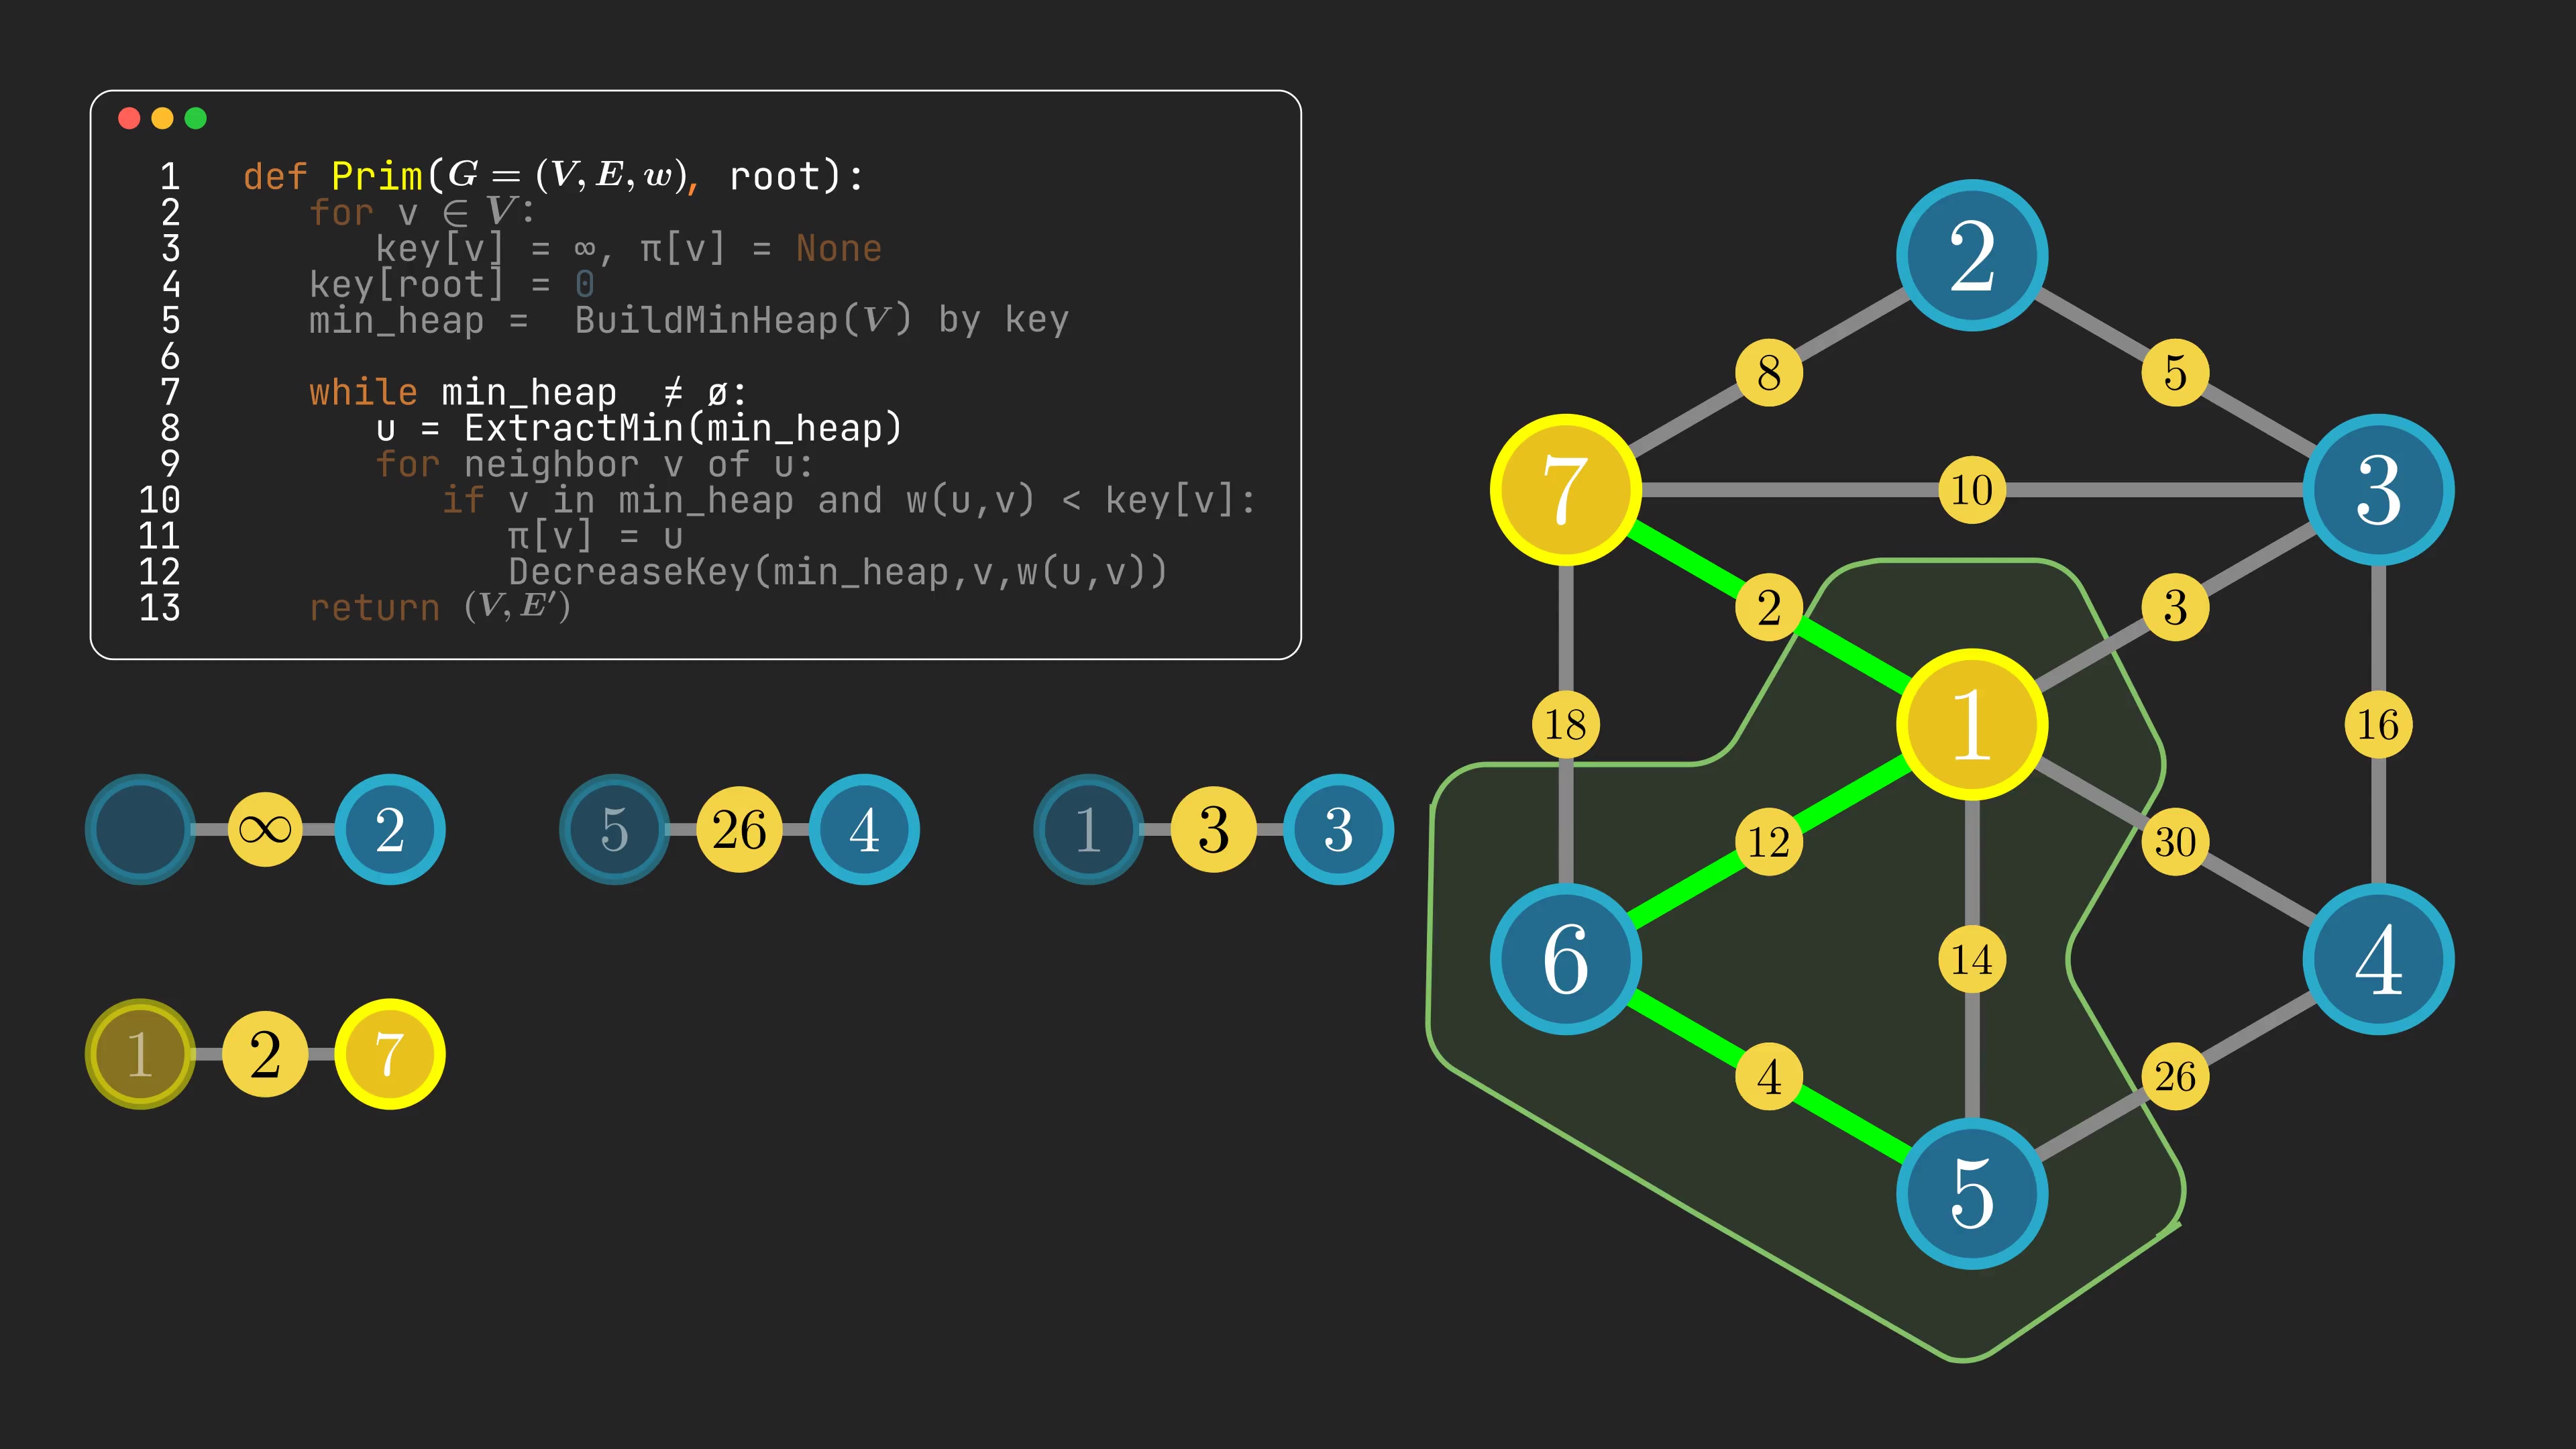 1 def Prim(G = (V, E, w), root):
2 for v ∈ V:
3 key[v] = ∞, π[v] = None
4 key[root] = 0
5 min_heap = BuildMinHeap(V) by key
6
7 while min_heap ≠ ø:
8 u = ExtractMin(min_heap)
9 for neighbor v of u:
10 if v in min_heap and w(u,v) < key[v]:
11 π[v] = u
12 DecreaseKey(min_heap,v,w(u,v))
13 return (V, E′)
∞ 2
5 26 4
1 3 3
1 2 7
2
8 5
7 10 3
2 3
18 1 16
12 30
6 14 4
4 26
5